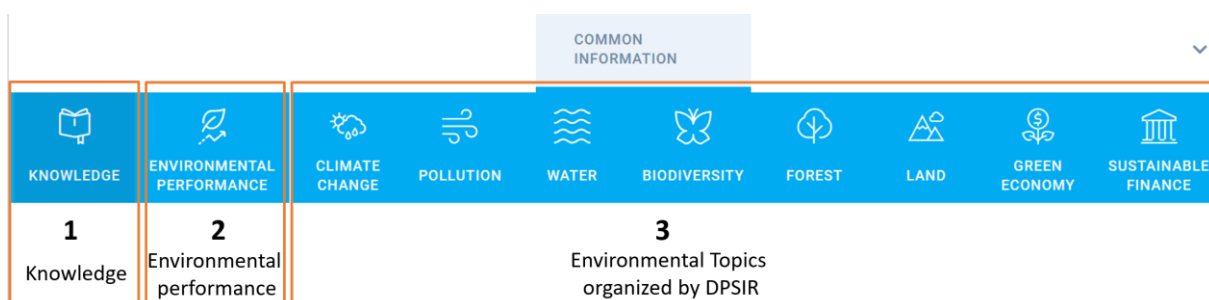 COMMON
INFORMATION
KNOWLEDGE
ENVIRONMENTAL
PERFORMANCE
CLIMATE
CHANGE
POLLUTION
WATER
BIODIVERSITY
FOREST
LAND
GREEN
ECONOMY
SUSTAINABLE
FINANCE
1
Knowledge
2
Environmental
performance
3
Environmental Topics
organized by DPSIR